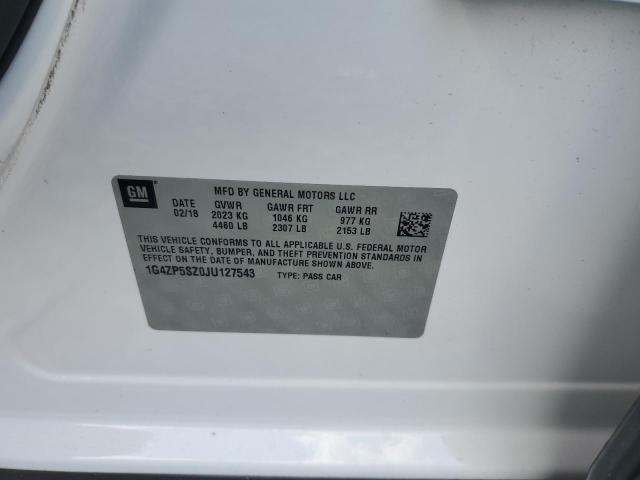 GM
MFD BY GENERAL MOTORS LLC
DATE GVWR GAWR FRT GAWR RR
02/18 2023 KG 1046 KG 977 KG
4460 LB 2307 LB 2153 LB
THIS VEHICLE CONFORMS TO ALL APPLICABLE U.S. FEDERAL MOTOR
VEHICLE SAFETY, BUMPER, AND THEFT PREVENTION STANDARDS IN
EFFECT ON THE DATE OF MANUFACTURE SHOWN ABOVE.
1G4ZP5SZ0JU127543 TYPE: PASS CAR